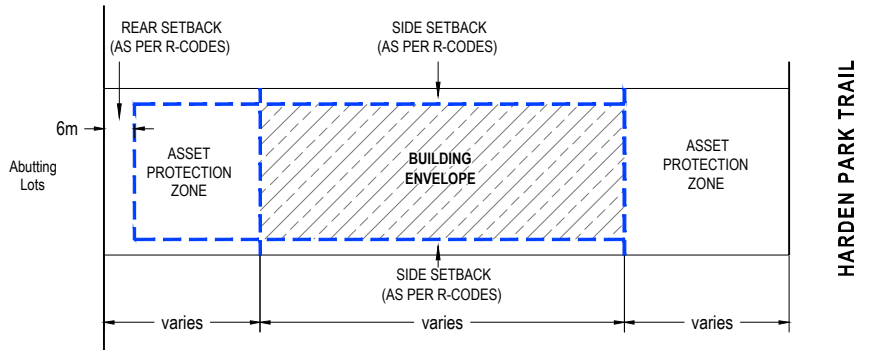 REAR SETBACK
(AS PER R-CODES)
SIDE SETBACK
(AS PER R-CODES)
6m
Abutting
Lots
ASSET
PROTECTION
ZONE
BUILDING
ENVELOPE
ASSET
PROTECTION
ZONE
HARDEN PARK TRAIL
SIDE SETBACK
(AS PER R-CODES)
varies
varies
varies